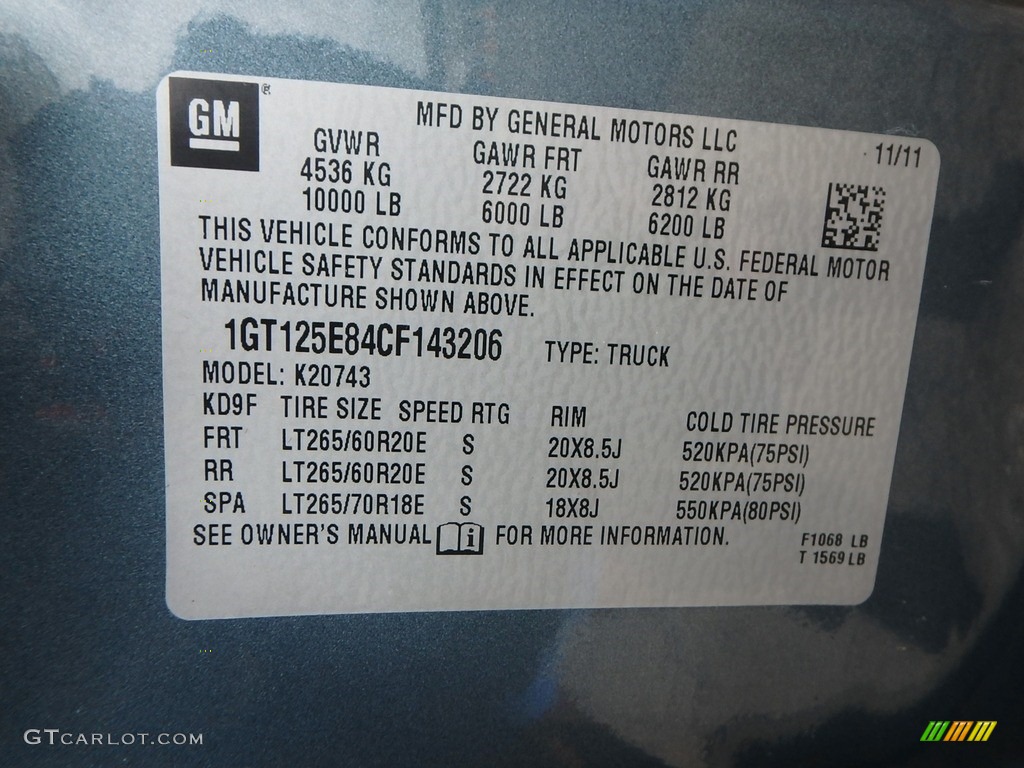 GM ®
MFD BY GENERAL MOTORS LLC
11/11
GVWR GAWR FRT GAWR RR
4536 KG 2722 KG 2812 KG
10000 LB 6000 LB 6200 LB
THIS VEHICLE CONFORMS TO ALL APPLICABLE U.S. FEDERAL MOTOR
VEHICLE SAFETY STANDARDS IN EFFECT ON THE DATE OF
MANUFACTURE SHOWN ABOVE.
1GT125E84CF143206 TYPE: TRUCK
MODEL: K20743
KD9F TIRE SIZE SPEED RTG RIM COLD TIRE PRESSURE
FRT LT265/60R20E S 20X8.5J 520KPA(75PSI)
RR LT265/60R20E S 20X8.5J 520KPA(75PSI)
SPA LT265/70R18E S 18X8J 550KPA(80PSI)
SEE OWNER'S MANUAL i FOR MORE INFORMATION.
F1068 LB
T 1569 LB
GTCARLOT.COM